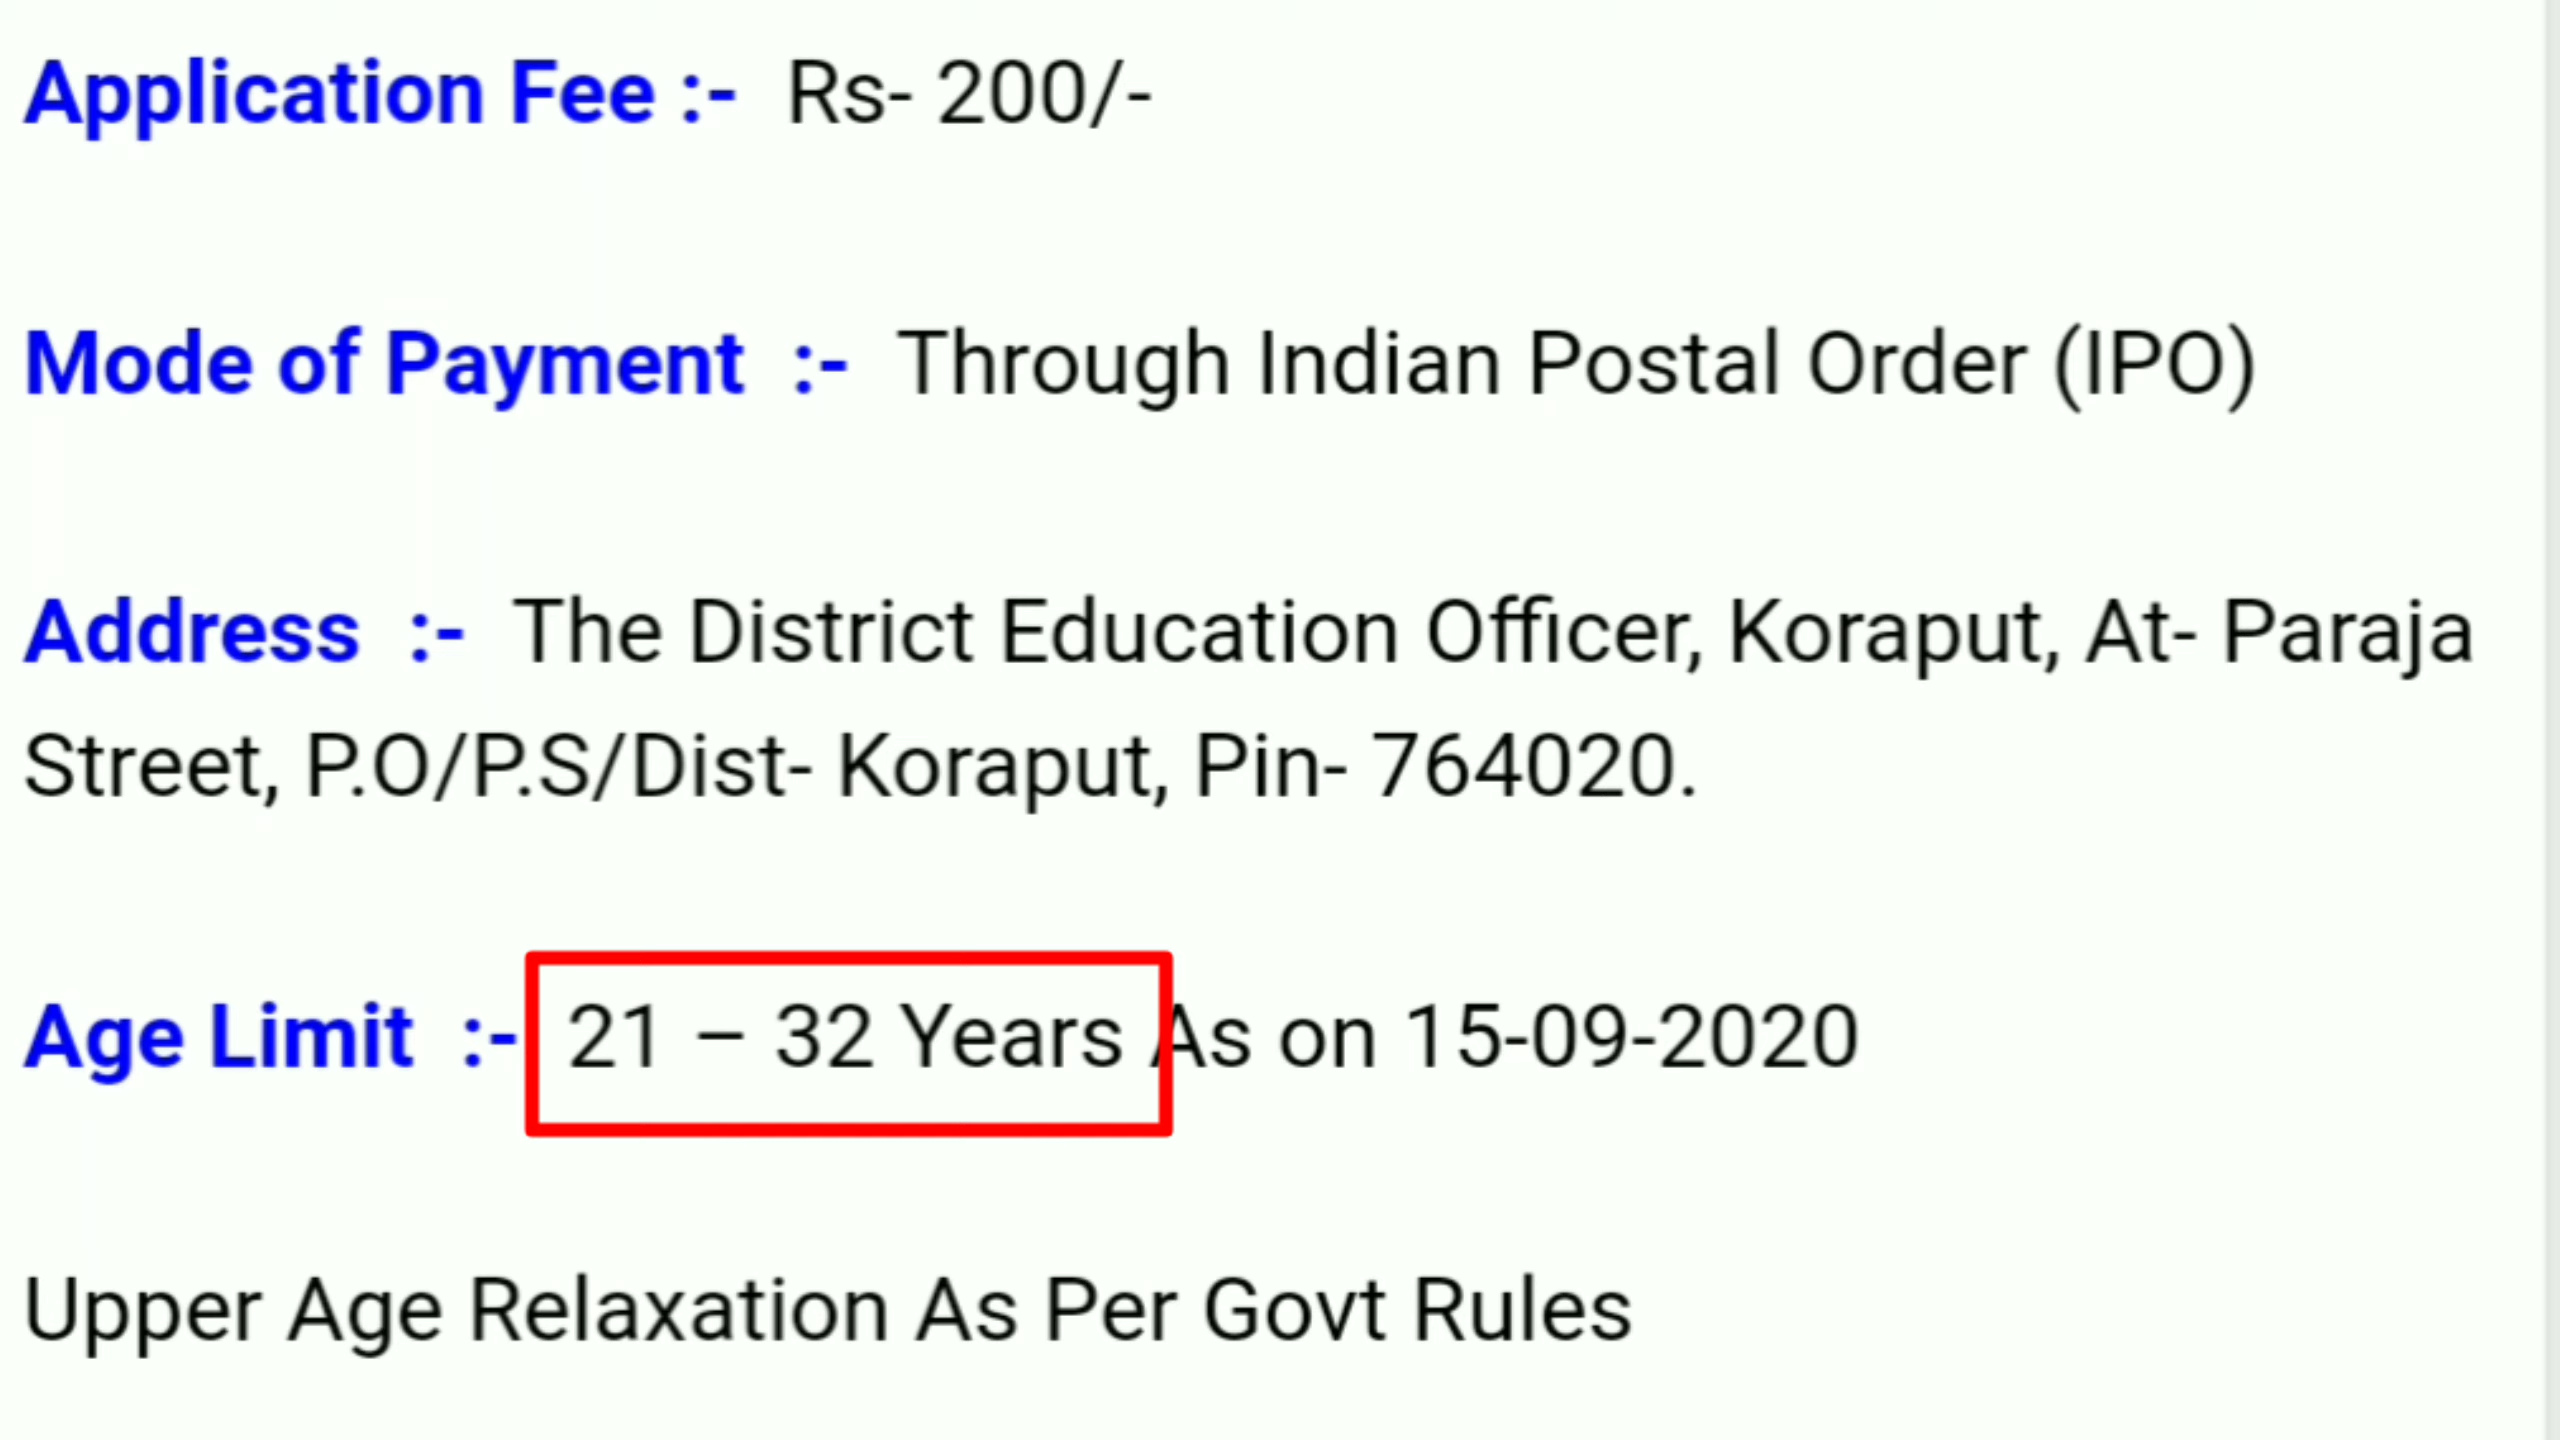 Application Fee :- Rs- 200/-
Mode of Payment :- Through Indian Postal Order (IPO)
Address :- The District Education Officer, Koraput, At- Paraja
Street, P.O/P.S/Dist- Koraput, Pin- 764020.
Age Limit :- 21 – 32 Years As on 15-09-2020
Upper Age Relaxation As Per Govt Rules